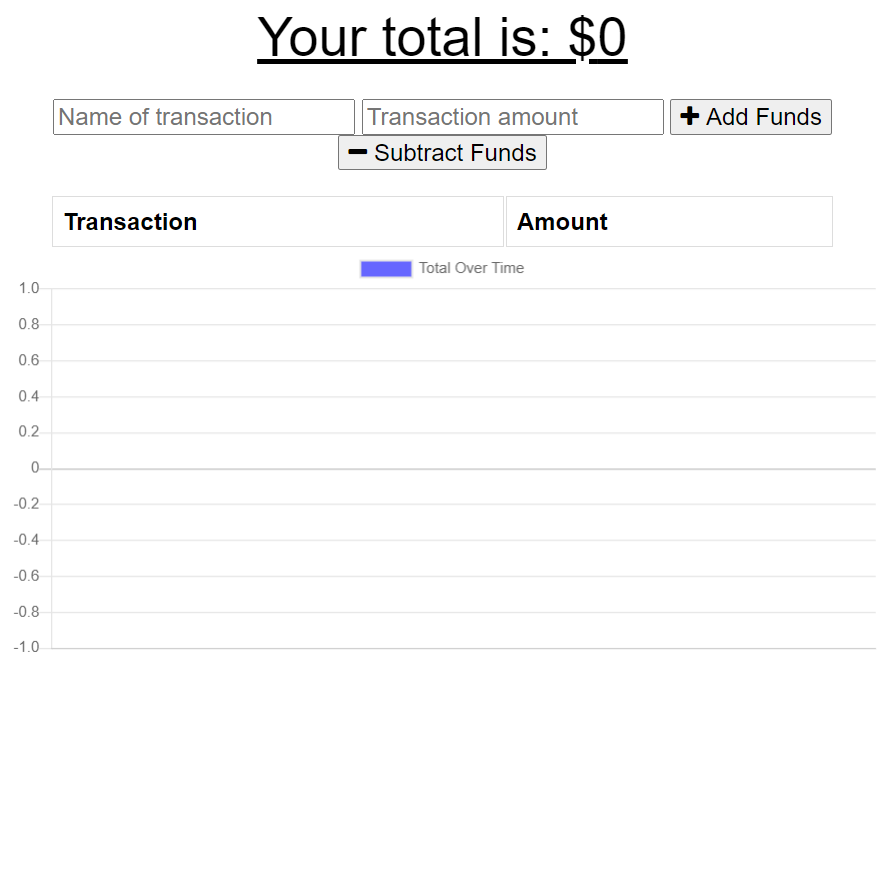 Your total is: $0
Name of transaction Transaction amount Add Funds
Subtract Funds
Transaction Amount
Total Over Time
1.0
0.8
0.6
0.4
0.2
0
-0.2
-0.4
-0.6
-0.8
-1.0